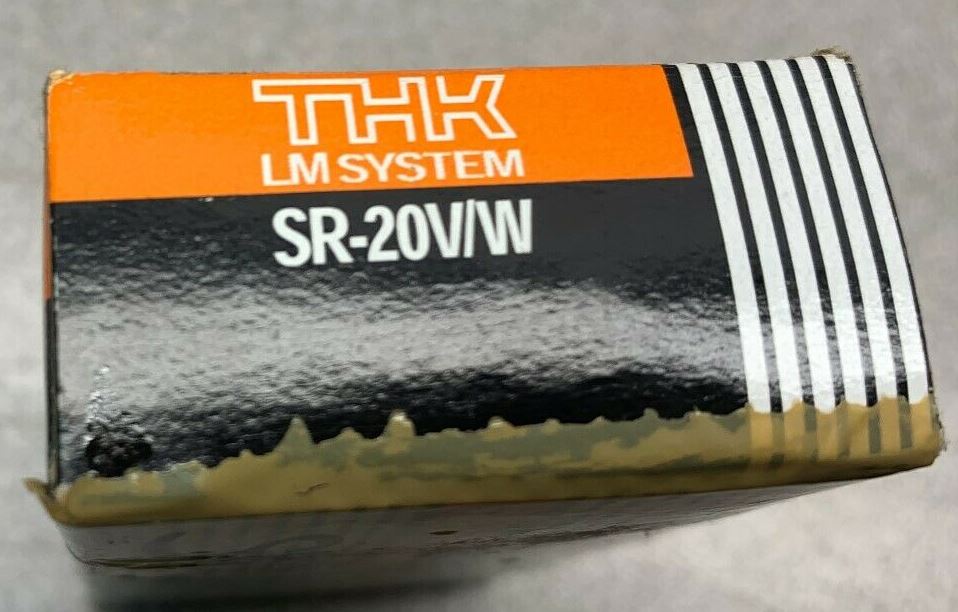 THK
LM SYSTEM
SR-20V/W